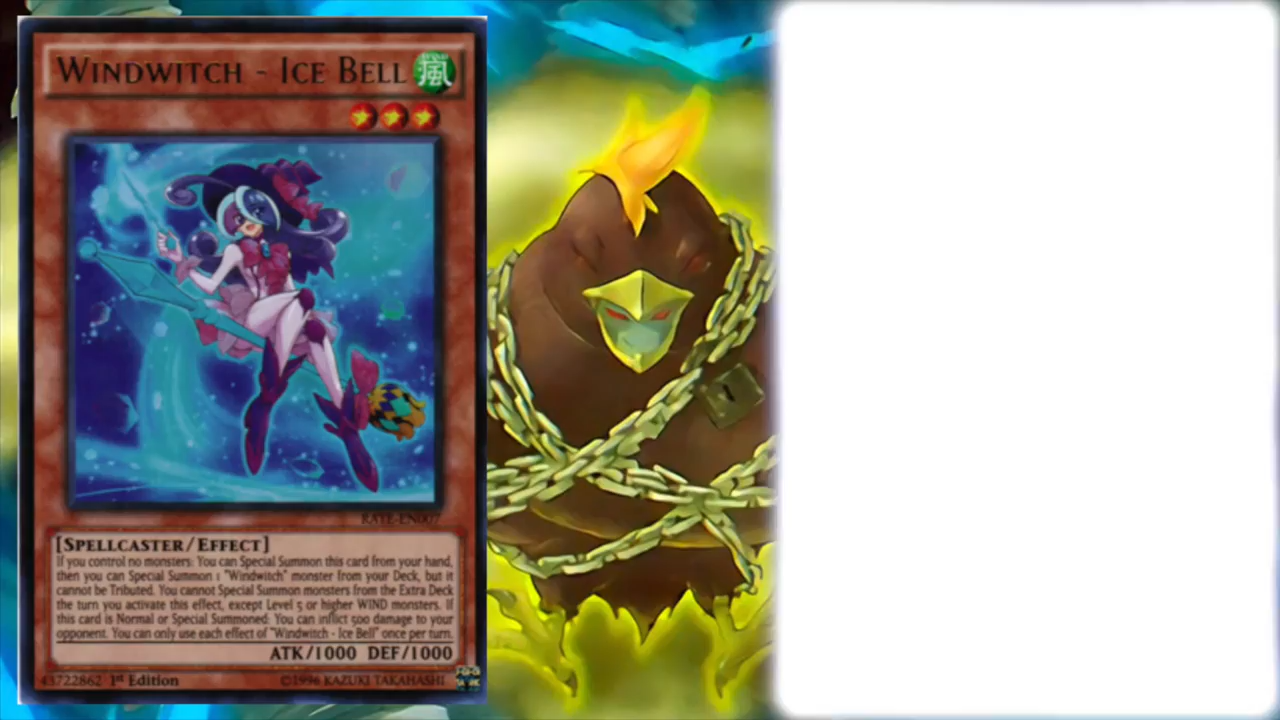 WINDWITCH - ICE BELL
嵐
RATE-EN007
[SPELLCASTER/EFFECT]
If you control no monsters: You can Special Summon this card from your hand,
then you can Special Summon 1 "Windwitch" monster from your Deck, but it
cannot be Tributed. You cannot Special Summon monsters from the Extra Deck
the turn you activate this effect, except Level 5 or higher WIND monsters. If
this card is Normal or Special Summoned: You can inflict 500 damage to your
opponent. You can only use each effect of "Windwitch - Ice Bell" once per turn.
ATK/1000 DEF/1000
43722862 1st Edition
©1996 KAZUKI TAKAHASHI